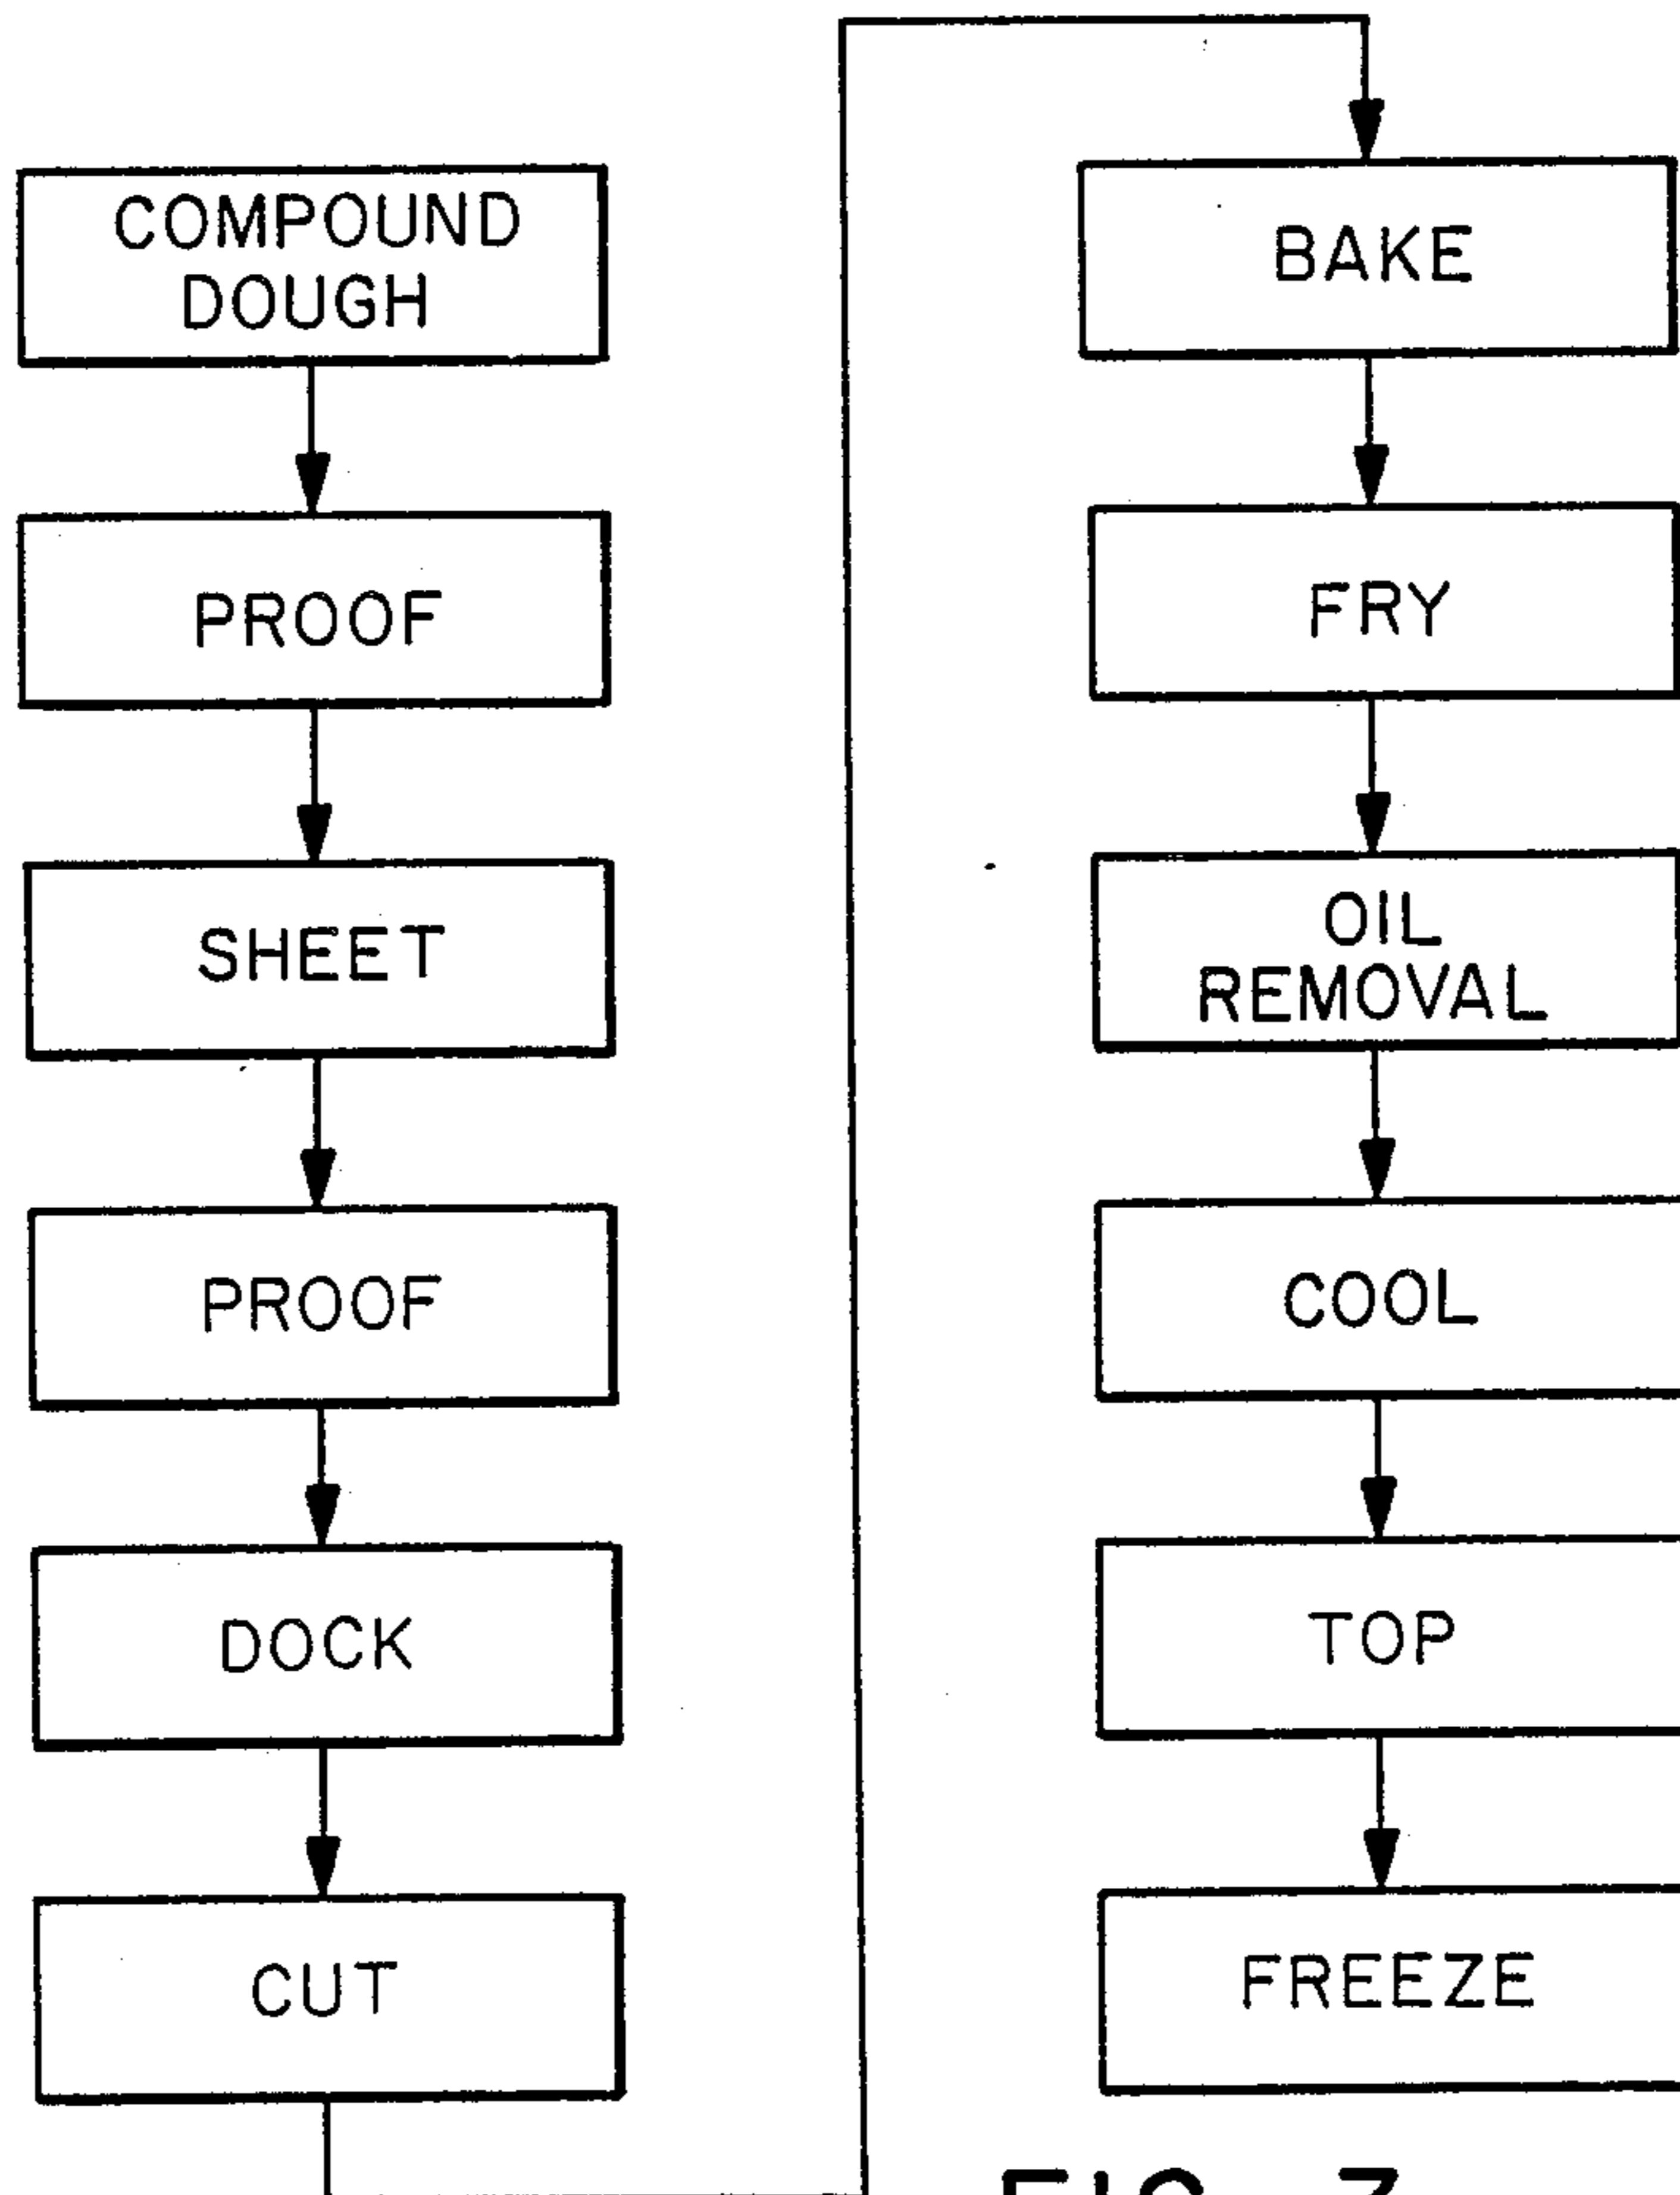 COMPOUND
DOUGH
PROOF
SHEET
PROOF
DOCK
CUT
BAKE
FRY
OIL
REMOVAL
COOL
TOP
FREEZE